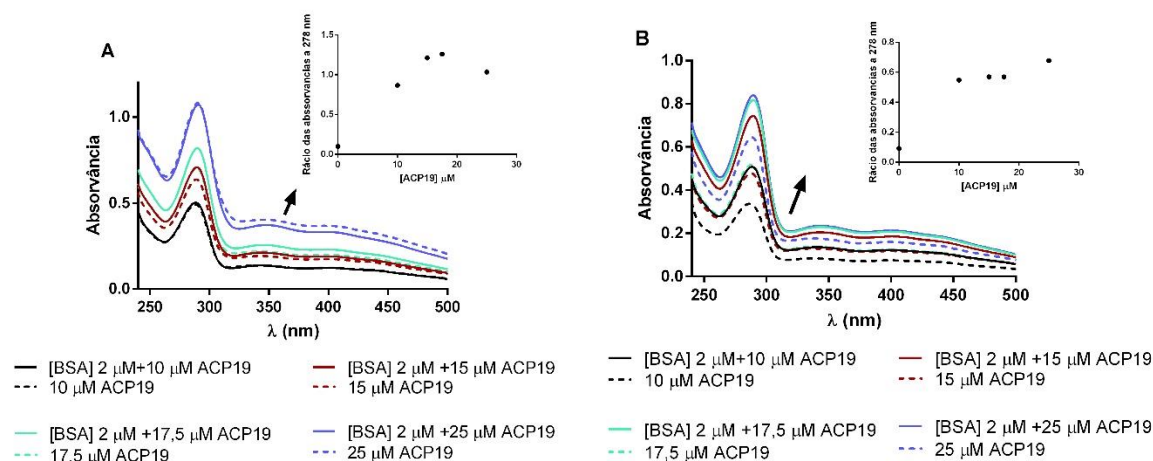 A
Absorvância
1.0
0.5
0.0
250 300 350 400 450 500
λ (nm)
Rácio das abssorvancias a 278 nm
1.5
1.0
0.5
0.0
0 10 20 30
[ACP19] μM
[BSA] 2 μM+10 μM ACP19
10 μM ACP19
[BSA] 2 μM +15 μM ACP19
15 μM ACP19
[BSA] 2 μM +17,5 μM ACP19
17,5 μM ACP19
[BSA] 2 μM +25 μM ACP19
25 μM ACP19
B
Absorvância
1.0
0.8
0.6
0.4
0.2
0.0
250 300 350 400 450 500
λ (nm)
Rácio das abssorvancias a 278 nm
0.8
0.6
0.4
0.2
0.0
0 10 20 30
[ACP19] μM
[BSA] 2 μM+10 μM ACP19
10 μM ACP19
[BSA] 2 μM +15 μM ACP19
15 μM ACP19
[BSA] 2 μM +17,5 μM ACP19
17,5 μM ACP19
[BSA] 2 μM +25 μM ACP19
25 μM ACP19